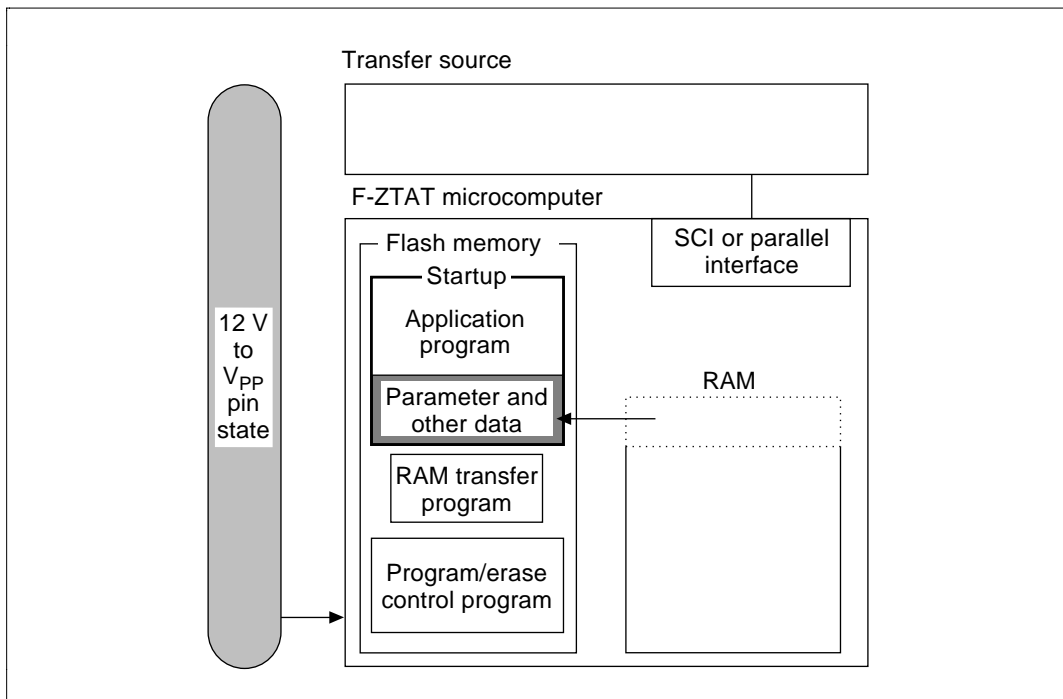 Transfer source
F-ZTAT microcomputer
SCI or parallel
interface
Flash memory
Startup
Application
program
Parameter and
other data
RAM transfer
program
Program/erase
control program
RAM
12 V
to
VPP
pin
state